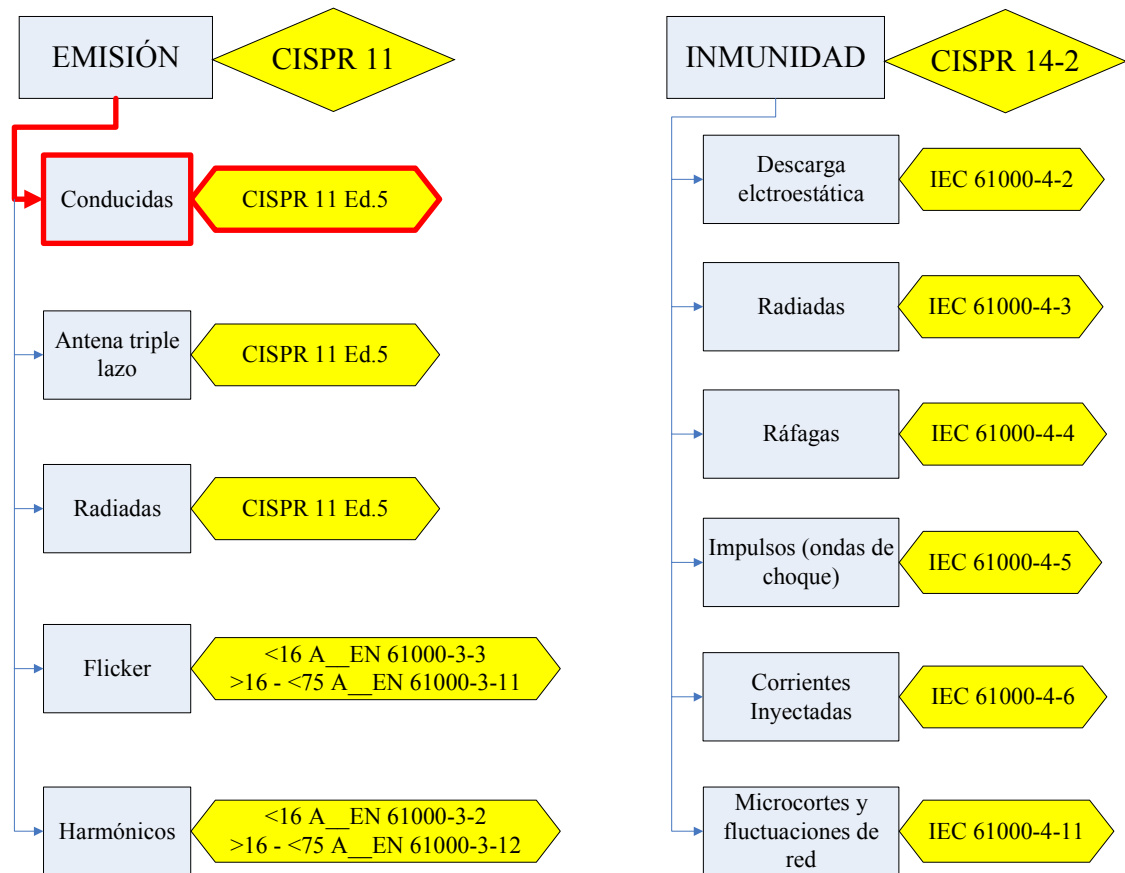 EMISIÓN
CISPR 11
Conducidas
CISPR 11 Ed.5
Antena triple
lazo
CISPR 11 Ed.5
Radiadas
CISPR 11 Ed.5
Flicker
<16 A__EN 61000-3-3
>16 - <75 A__EN 61000-3-11
Harmónicos
<16 A__EN 61000-3-2
>16 - <75 A__EN 61000-3-12
INMUNIDAD
CISPR 14-2
Descarga
elctroestática
IEC 61000-4-2
Radiadas
IEC 61000-4-3
Ráfagas
IEC 61000-4-4
Impulsos (ondas de
choque)
IEC 61000-4-5
Corrientes
Inyectadas
IEC 61000-4-6
Microcortes y
fluctuaciones de
red
IEC 61000-4-11